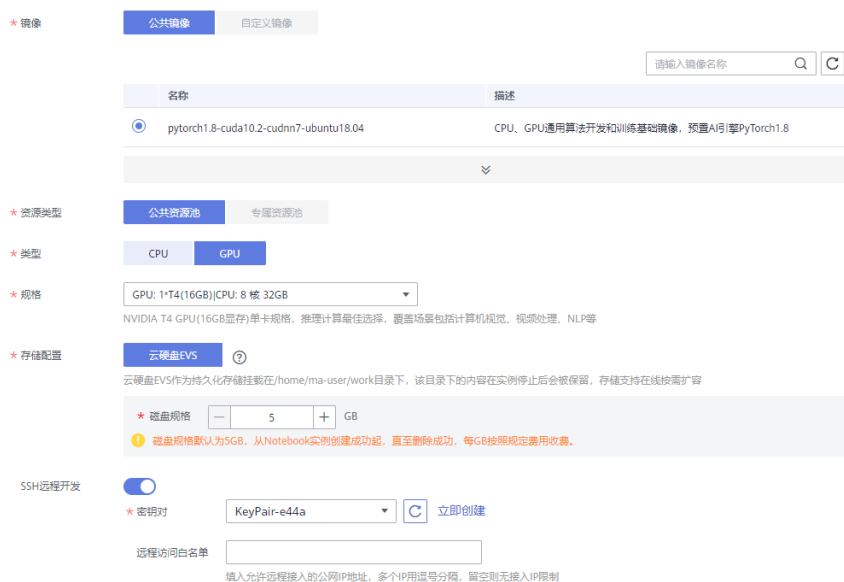 * 镜像 公共镜像 自定义镜像
请输入镜像名称
名称 描述
pytorch1.8-cuda10.2-cudnn7-ubuntu18.04 CPU、GPU通用算法开发和训练基础镜像，预置AI引擎PyTorch1.8
* 资源类型 公共资源池 专属资源池
* 类型 CPU GPU
* 规格 GPU: 1*T4(16GB)|CPU: 8 核 32GB
NVIDIA T4 GPU(16GB显存)单卡规格，推理计算最佳选择，覆盖场景包括计算机视觉、视频处理、NLP等
* 存储配置 云硬盘EVS ?
云硬盘EVS作为持久化存储挂载在/home/ma-user/work目录下，该目录下的内容在实例停止后会被保留，存储支持在线按需扩容
* 磁盘规格 － 5 + GB
! 磁盘规格默认为5GB，从Notebook实例创建成功起，直至删除成功，每GB按照规定费用收费。
SSH远程开发
* 密钥对 KeyPair-e44a 立即创建
远程访问白名单
填入允许远程接入的公网IP地址，多个IP用逗号分隔，留空则无接入IP限制